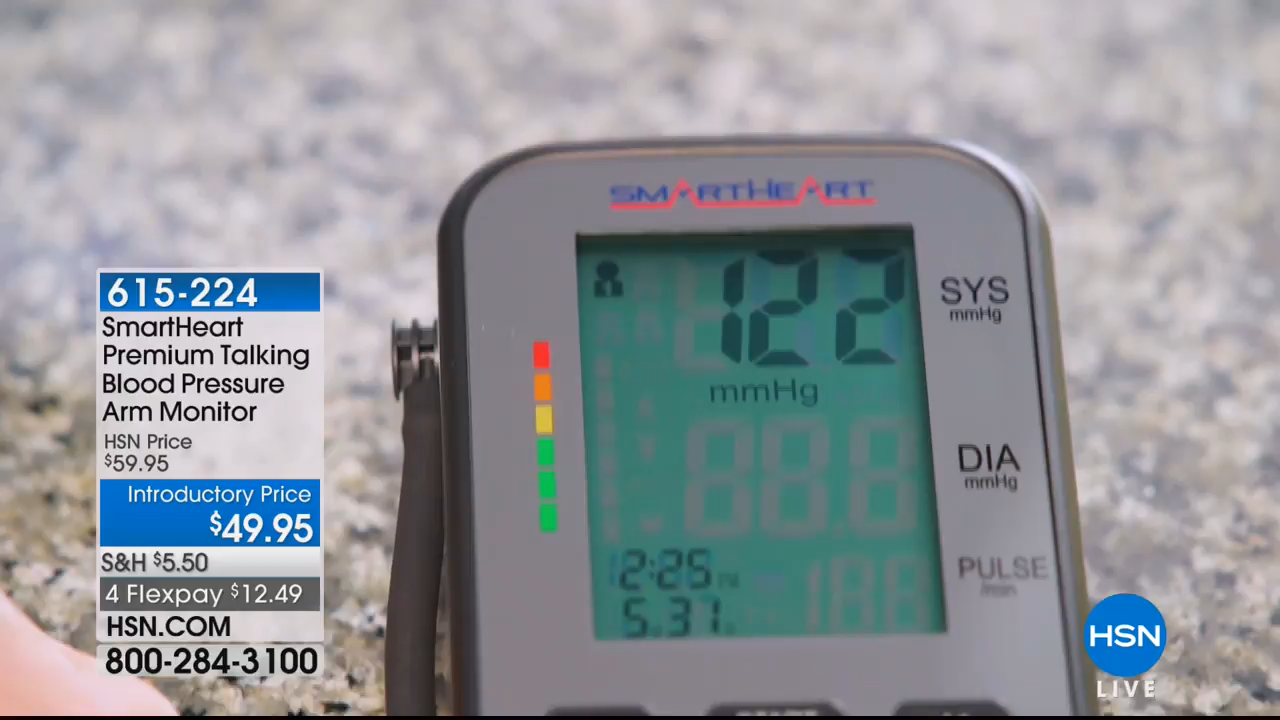 615-224
SmartHeart
Premium Talking
Blood Pressure
Arm Monitor
HSN Price
$59.95
Introductory Price
$49.95
S&H $5.50
4 Flexpay $12.49
HSN.COM
800-284-3100
SMARTHEART
122
mmHg
SYS
mmHg
DIA
mmHg
PULSE
/min
12:25
5.31
HSN
LIVE